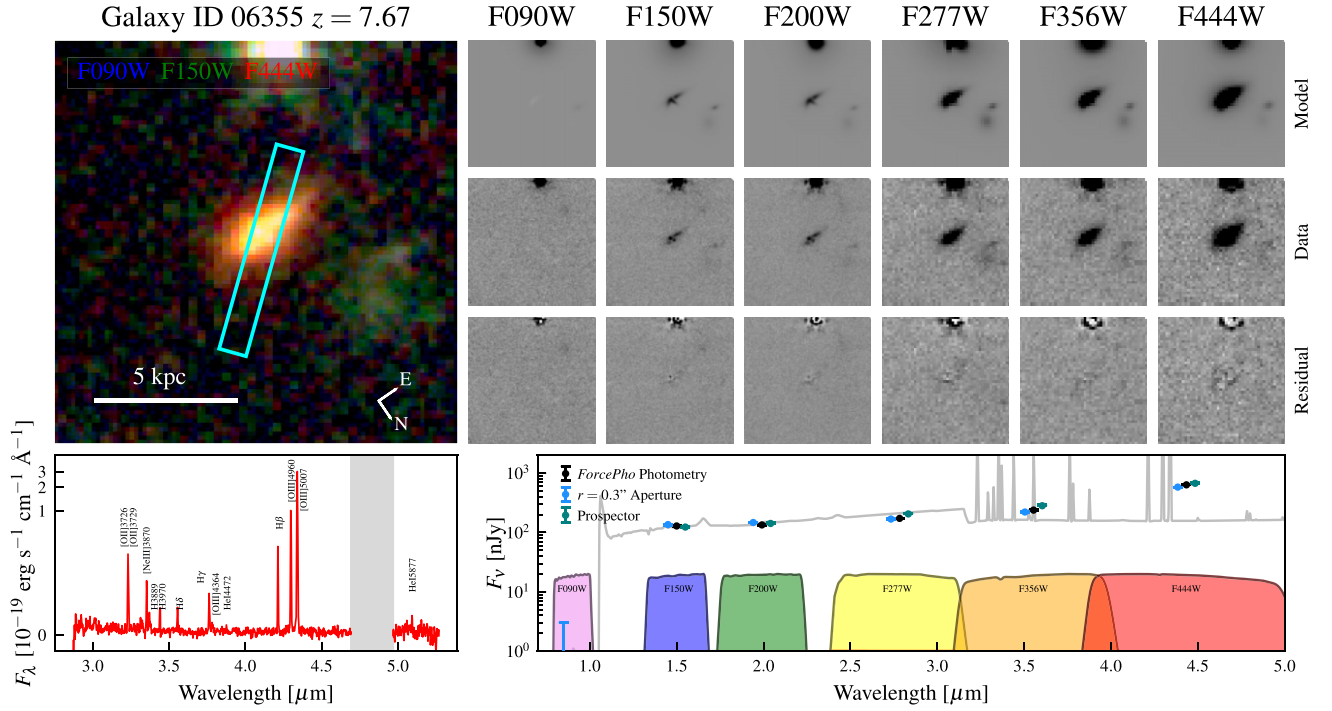 Galaxy ID 06355 z = 7.67
F090W F150W F444W
5 kpc
E
N
F090W F150W F200W F277W F356W F444W
Model
Data
Residual
F_λ [10^{-19} erg s^{-1} cm^{-1} Å^{-1}]
3
2
1
0
[OII]3726
[OII]3729
[NeIII]3870
H3889
H3970
Hδ
Hγ
[OIII]4364
HeI4472
Hβ
[OIII]4960
[OIII]5007
HeI5877
3.0 3.5 4.0 4.5 5.0
Wavelength [μm]
F_ν [nJy]
10^3
10^2
10^1
10^0
ForcePho Photometry
r = 0.3” Aperture
Prospector
F090W F150W F200W F277W F356W F444W
1.0 1.5 2.0 2.5 3.0 3.5 4.0 4.5 5.0
Wavelength [μm]